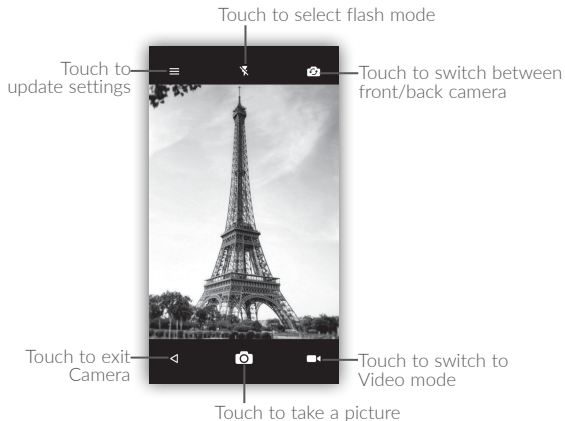 Touch to select flash mode
Touch to
update settings
Touch to switch between
front/back camera
Touch to exit
Camera
Touch to switch to
Video mode
Touch to take a picture